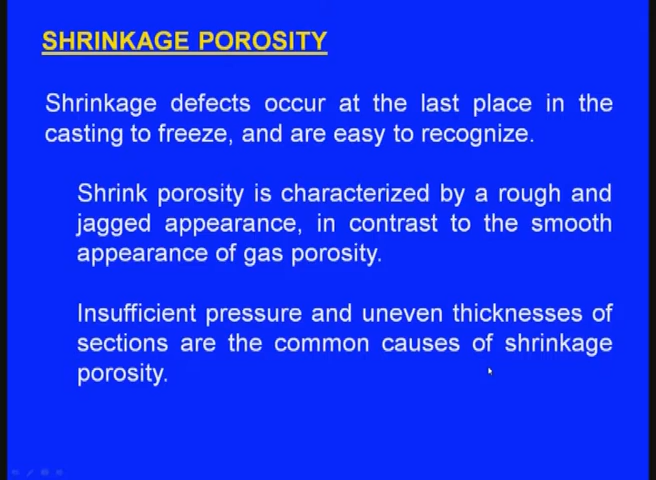 SHRINKAGE POROSITY
Shrinkage defects occur at the last place in the
casting to freeze, and are easy to recognize.
Shrink porosity is characterized by a rough and
jagged appearance, in contrast to the smooth
appearance of gas porosity.
Insufficient pressure and uneven thicknesses of
sections are the common causes of shrinkage
porosity.